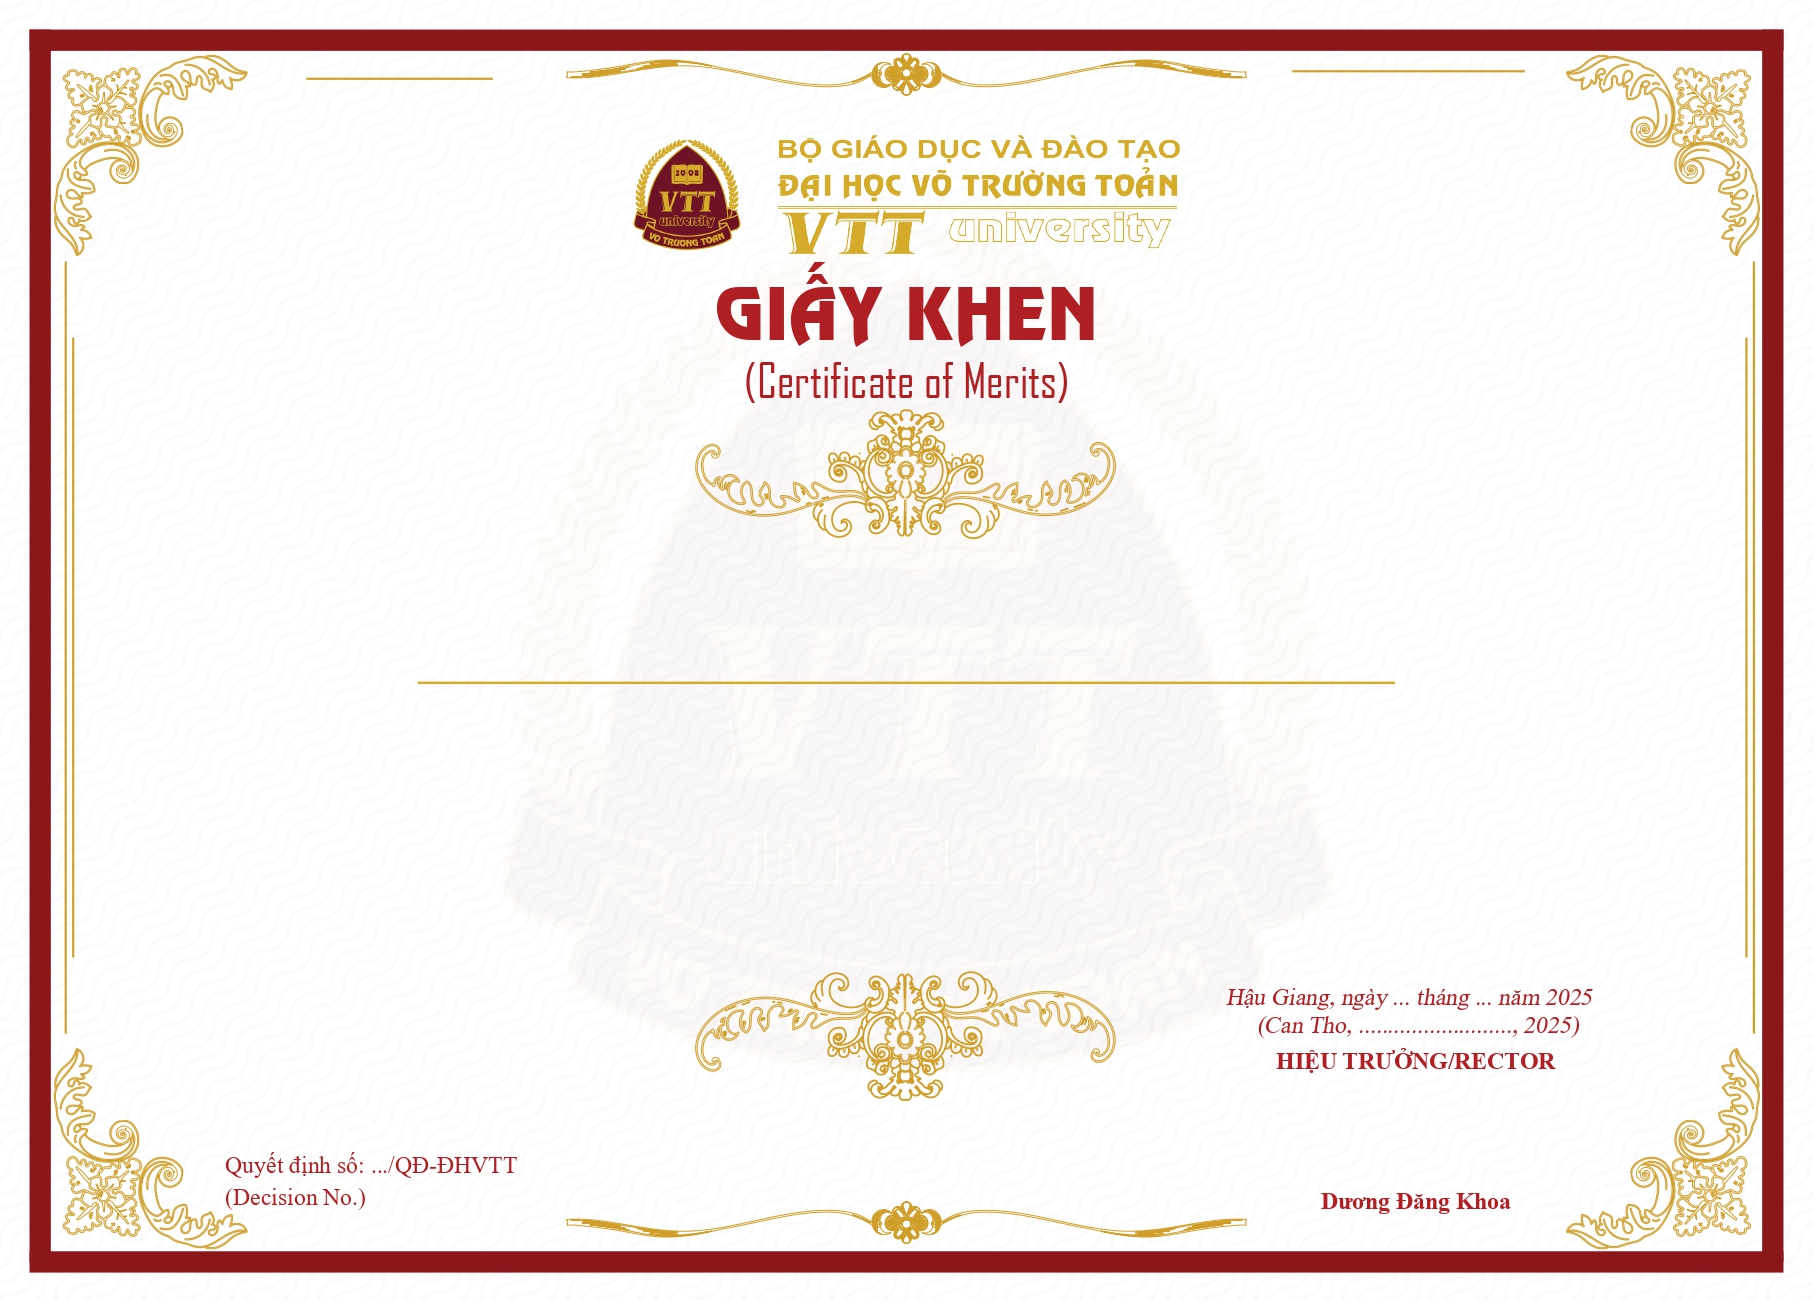 BỘ GIÁO DỤC VÀ ĐÀO TẠO
ĐẠI HỌC VÕ TRƯỜNG TOẢN
VTT university
2008
VTT
university
VO TRUONG TOAN
GIẤY KHEN
(Certificate of Merits)
VTT
university
Hậu Giang, ngày ... tháng ... năm 2025
(Can Tho, .........................., 2025)
HIỆU TRƯỞNG/RECTOR
Quyết định số: .../QĐ-ĐHVTT
(Decision No.)
Dương Đăng Khoa